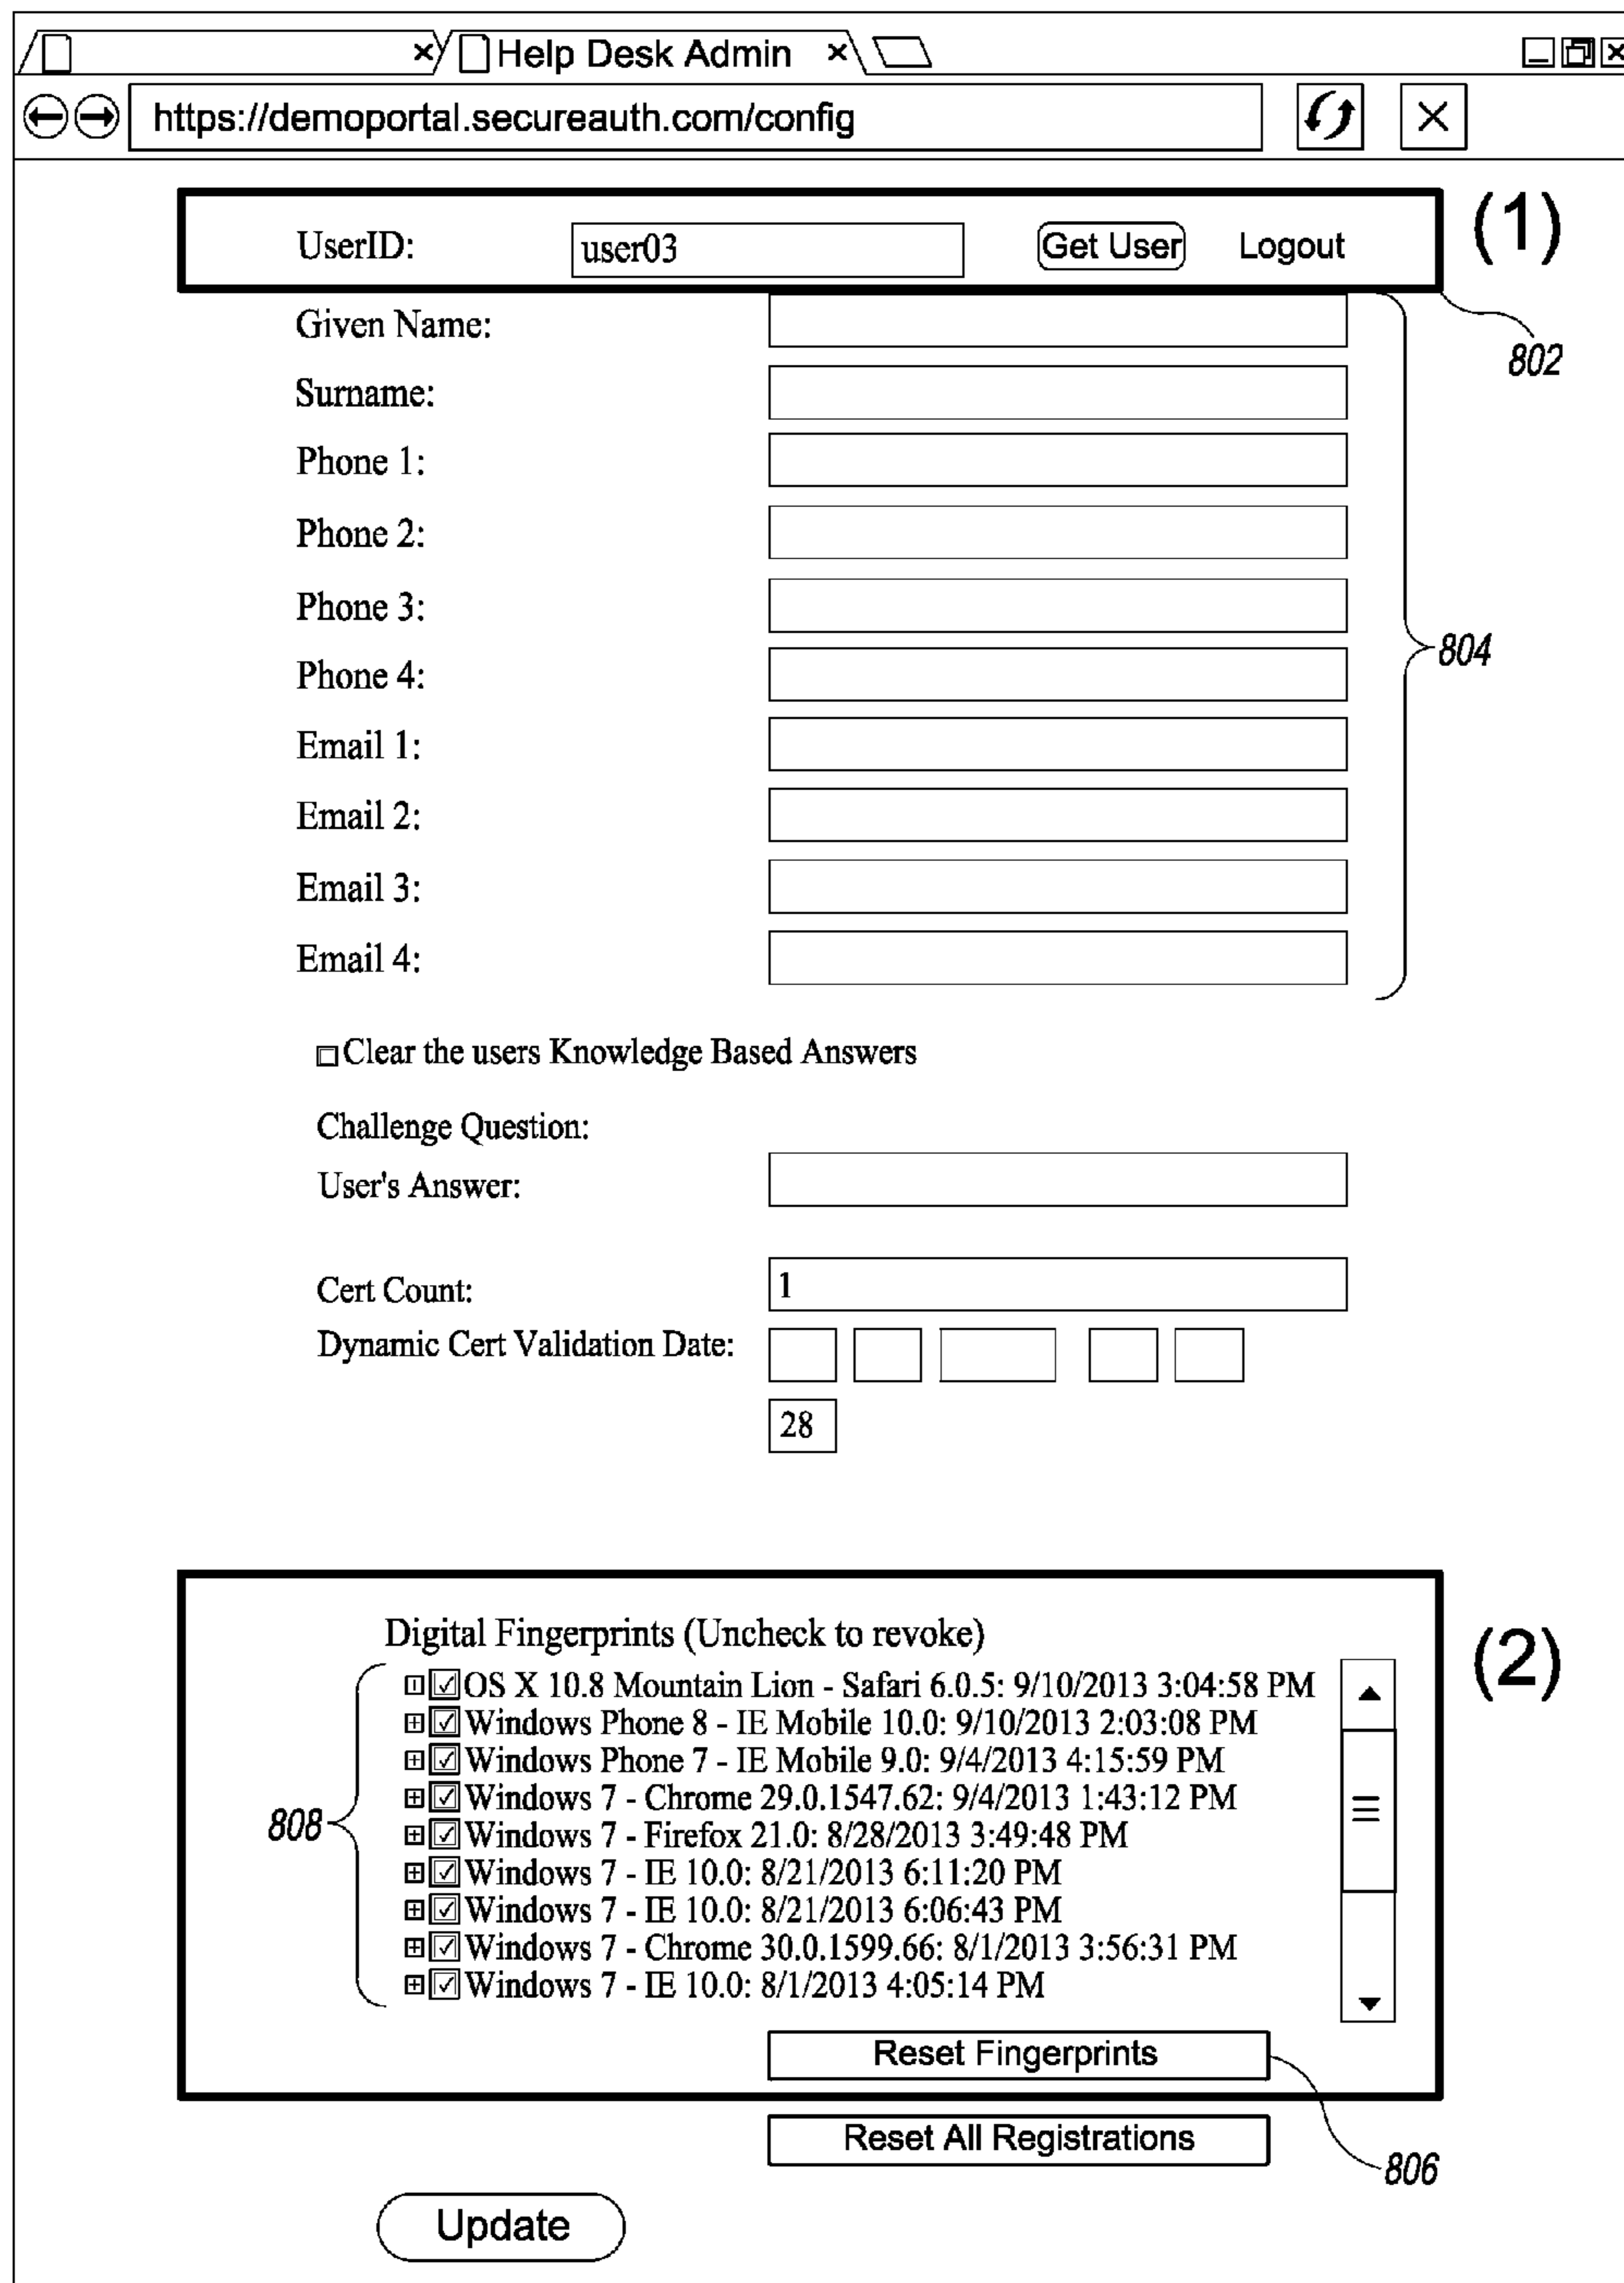 Help Desk Admin
https://demoportal.secureauth.com/config
(1)
UserID: user03 Get User Logout
802
Given Name:
Surname:
Phone 1:
Phone 2:
Phone 3:
Phone 4:
804
Email 1:
Email 2:
Email 3:
Email 4:
Clear the users Knowledge Based Answers
Challenge Question:
User's Answer:
Cert Count: 1
Dynamic Cert Validation Date:
28
(2)
Digital Fingerprints (Uncheck to revoke)
OS X 10.8 Mountain Lion - Safari 6.0.5: 9/10/2013 3:04:58 PM
Windows Phone 8 - IE Mobile 10.0: 9/10/2013 2:03:08 PM
Windows Phone 7 - IE Mobile 9.0: 9/4/2013 4:15:59 PM
Windows 7 - Chrome 29.0.1547.62: 9/4/2013 1:43:12 PM
808
Windows 7 - Firefox 21.0: 8/28/2013 3:49:48 PM
Windows 7 - IE 10.0: 8/21/2013 6:11:20 PM
Windows 7 - IE 10.0: 8/21/2013 6:06:43 PM
Windows 7 - Chrome 30.0.1599.66: 8/1/2013 3:56:31 PM
Windows 7 - IE 10.0: 8/1/2013 4:05:14 PM
Reset Fingerprints
Reset All Registrations
806
Update